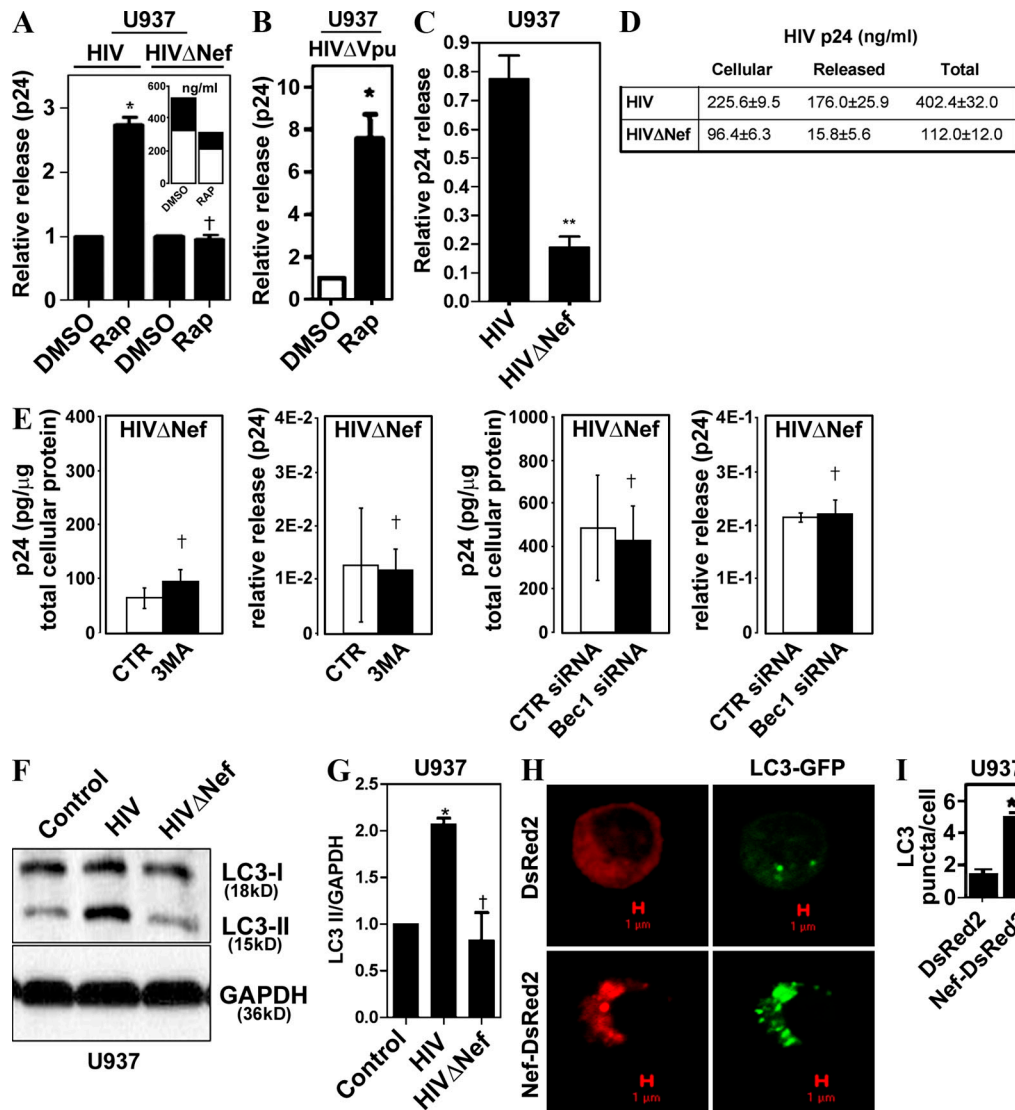 A
U937
HIV HIVΔNef
Relative release (p24)
3
2
1
0
*
†
600
400
200
0
ng/ml
DMSO
RAP
DMSO
Rap
DMSO
Rap
B
U937
HIVΔVpu
Relative release (p24)
10
8
6
4
2
0
*
DMSO
Rap
C
U937
Relative p24 release
0.9
0.8
0.7
0.6
0.5
0.4
0.3
0.2
0.1
0.0
**
HIV
HIVΔNef
D
HIV p24 (ng/ml)
Cellular Released Total
HIV 225.6±9.5 176.0±25.9 402.4±32.0
HIVΔNef 96.4±6.3 15.8±5.6 112.0±12.0
E
HIVΔNef
p24 (pg/µg
total cellular protein)
400
300
200
100
0
†
CTR
3MA
HIVΔNef
relative release (p24)
4E-2
3E-2
2E-2
1E-2
0
†
CTR
3MA
HIVΔNef
p24 (pg/µg
total cellular protein)
1000
800
600
400
200
0
†
CTR siRNA
Bec1 siRNA
HIVΔNef
relative release (p24)
4E-1
3E-1
2E-1
1E-1
0
†
CTR siRNA
Bec1 siRNA
F
Control
HIV
HIVΔNef
LC3-I
(18kD)
LC3-II
(15kD)
GAPDH
(36kD)
U937
G
U937
LC3 II/GAPDH
2.5
2.0
1.5
1.0
0.5
0.0
*
†
Control
HIV
HIVΔNef
H
LC3-GFP
DsRed2
1 µm
1 µm
Nef-DsRed2
1 µm
1 µm
I
U937
LC3
puncta/cell
6
4
2
0
*
DsRed2